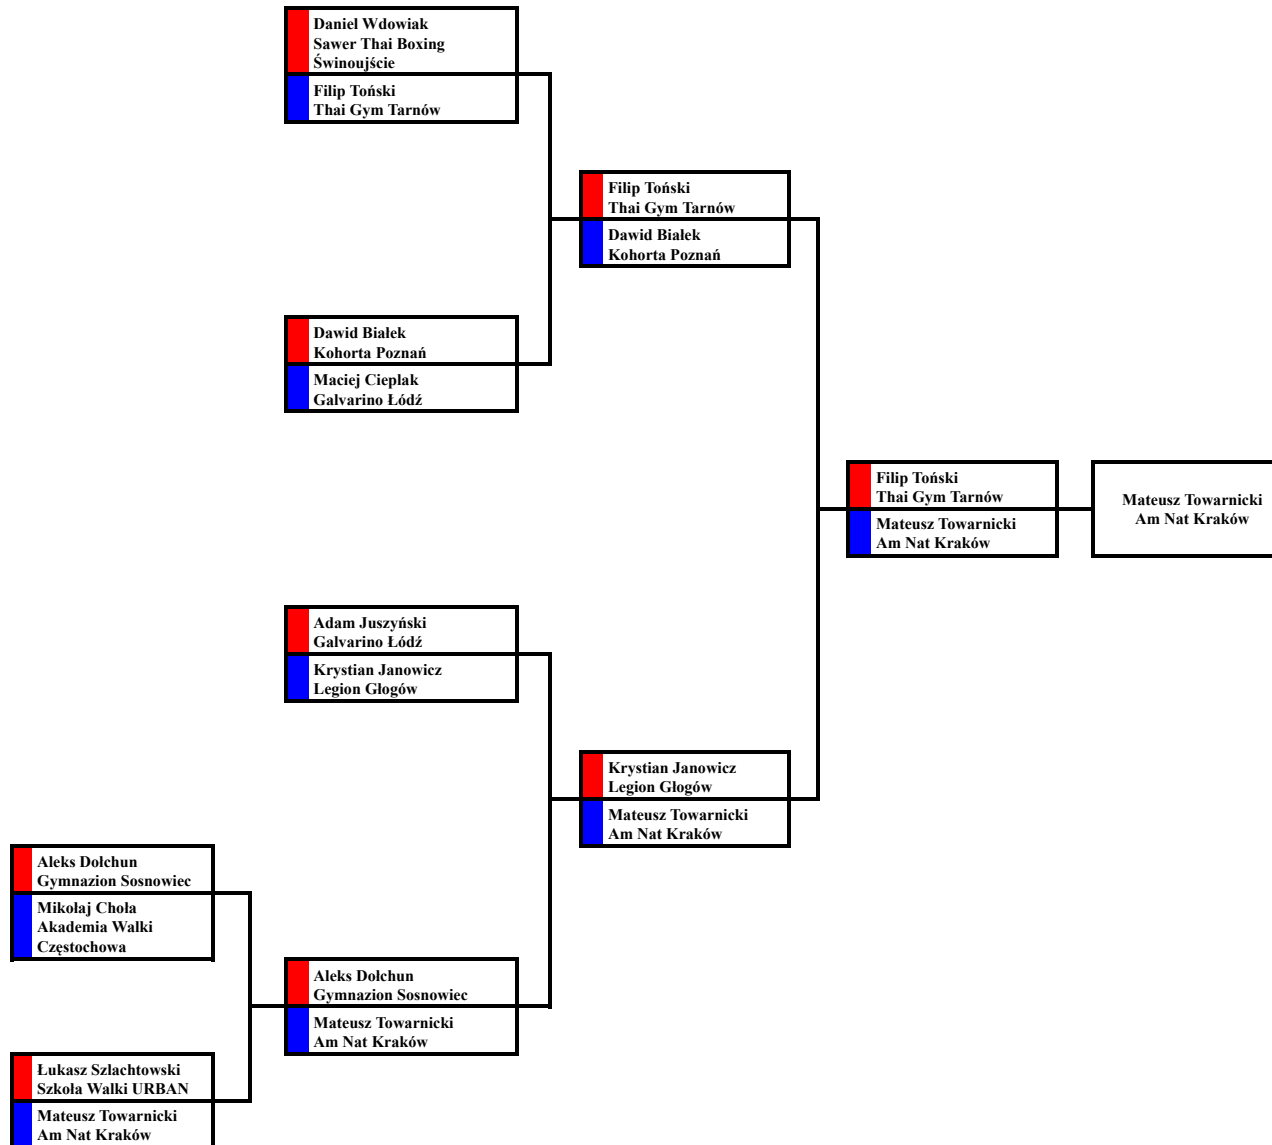 Daniel Wdowiak
Sawer Thai Boxing
Świnoujście
Filip Toński
Thai Gym Tarnów
Filip Toński
Thai Gym Tarnów
Dawid Białek
Kohorta Poznań
Dawid Białek
Kohorta Poznań
Maciej Cieplak
Galvarino Łódź
Filip Toński
Thai Gym Tarnów
Mateusz Towarnicki
Am Nat Kraków
Mateusz Towarnicki
Am Nat Kraków
Adam Juszyński
Galvarino Łódź
Krystian Janowicz
Legion Głogów
Krystian Janowicz
Legion Głogów
Mateusz Towarnicki
Am Nat Kraków
Aleks Dołchun
Gymnazion Sosnowiec
Mikołaj Choła
Akademia Walki
Częstochowa
Aleks Dołchun
Gymnazion Sosnowiec
Mateusz Towarnicki
Am Nat Kraków
Łukasz Szlachtowski
Szkoła Walki URBAN
Mateusz Towarnicki
Am Nat Kraków